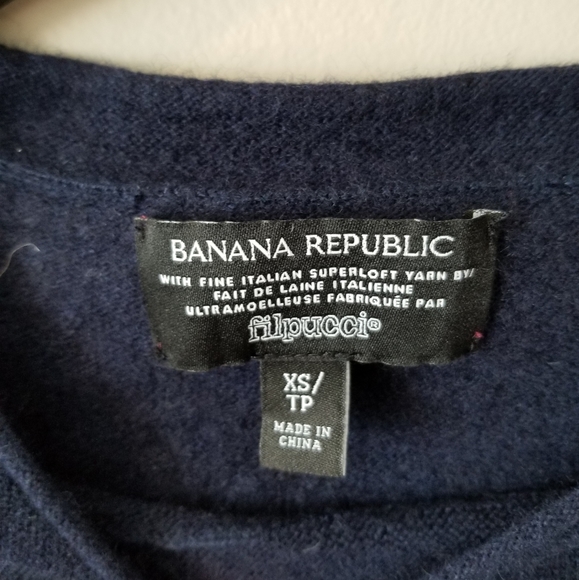 BANANA REPUBLIC
WITH FINE ITALIAN SUPERLOFT YARN BY/
FAIT DE LAINE ITALIENNE
ULTRAMOELLEUSE FABRIQUÉE PAR
filpucci®
XS/
TP
MADE IN
CHINA